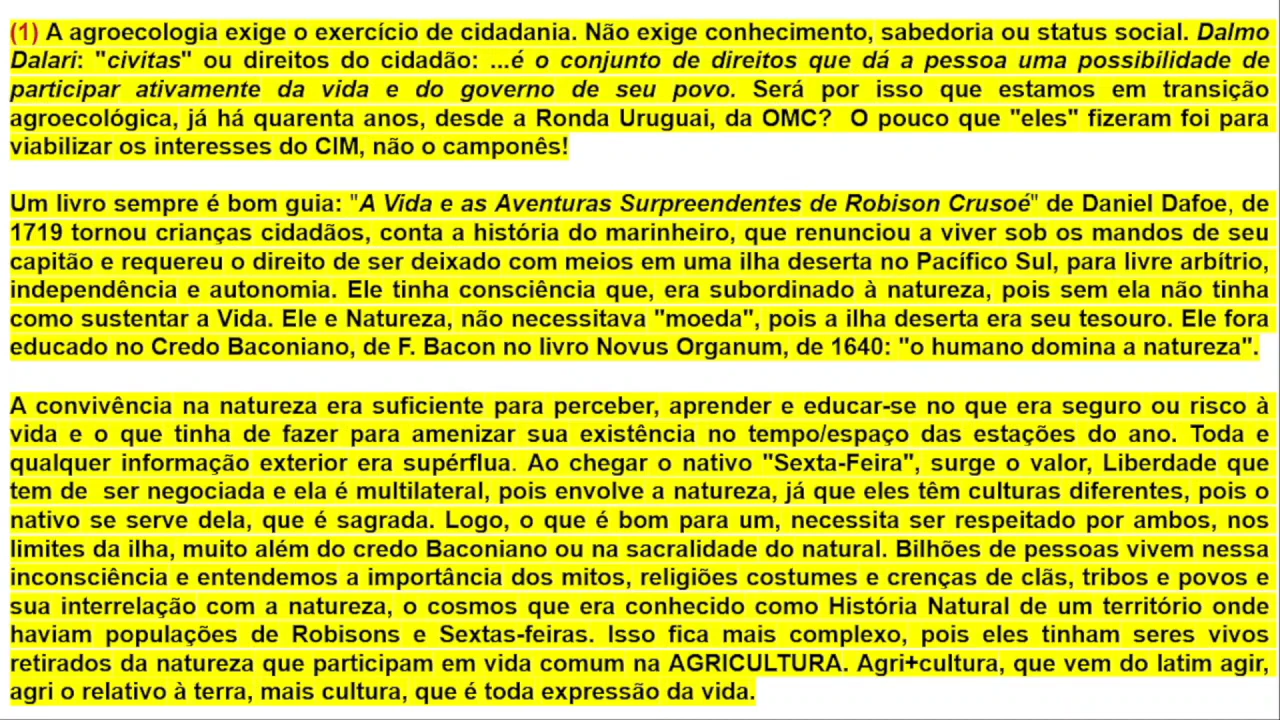 (1) A agroecologia exige o exercício de cidadania. Não exige conhecimento, sabedoria ou status social. Dalmo
Dalari: "civitas" ou direitos do cidadão: ...é o conjunto de direitos que dá a pessoa uma possibilidade de
participar ativamente da vida e do governo de seu povo. Será por isso que estamos em transição
agroecológica, já há quarenta anos, desde a Ronda Uruguai, da OMC? O pouco que "eles" fizeram foi para
viabilizar os interesses do CIM, não o camponês!
Um livro sempre é bom guia: "A Vida e as Aventuras Surpreendentes de Robison Crusoé" de Daniel Dafoe, de
1719 tornou crianças cidadãos, conta a história do marinheiro, que renunciou a viver sob os mandos de seu
capitão e requereu o direito de ser deixado com meios em uma ilha deserta no Pacífico Sul, para livre arbítrio,
independência e autonomia. Ele tinha consciência que, era subordinado à natureza, pois sem ela não tinha
como sustentar a Vida. Ele e Natureza, não necessitava "moeda", pois a ilha deserta era seu tesouro. Ele fora
educado no Credo Baconiano, de F. Bacon no livro Novus Organum, de 1640: "o humano domina a natureza".
A convivência na natureza era suficiente para perceber, aprender e educar-se no que era seguro ou risco à
vida e o que tinha de fazer para amenizar sua existência no tempo/espaço das estações do ano. Toda e
qualquer informação exterior era supérflua. Ao chegar o nativo "Sexta-Feira", surge o valor, Liberdade que
tem de ser negociada e ela é multilateral, pois envolve a natureza, já que eles têm culturas diferentes, pois o
nativo se serve dela, que é sagrada. Logo, o que é bom para um, necessita ser respeitado por ambos, nos
limites da ilha, muito além do credo Baconiano ou na sacralidade do natural. Bilhões de pessoas vivem nessa
inconsciência e entendemos a importância dos mitos, religiões costumes e crenças de clãs, tribos e povos e
sua interrelação com a natureza, o cosmos que era conhecido como História Natural de um território onde
haviam populações de Robisons e Sextas-feiras. Isso fica mais complexo, pois eles tinham seres vivos
retirados da natureza que participam em vida comum na AGRICULTURA. Agri+cultura, que vem do latim agir,
agri o relativo à terra, mais cultura, que é toda expressão da vida.